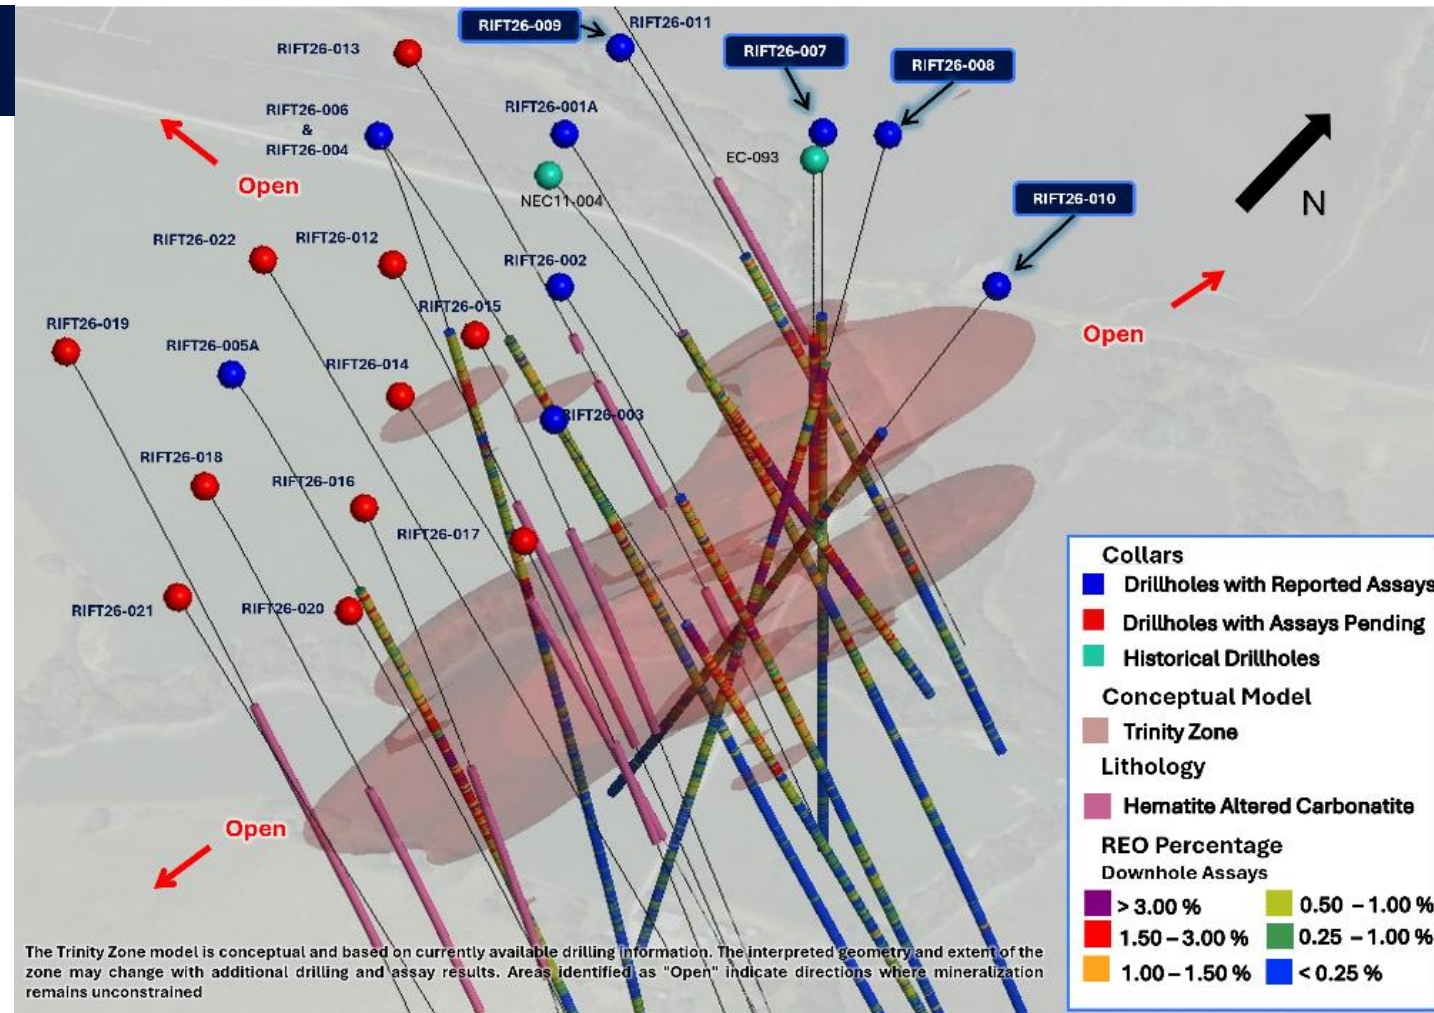 RIFT26-009
RIFT26-011
RIFT26-013
RIFT26-007
RIFT26-008
RIFT26-006
&
RIFT26-004
RIFT26-001A
EC-093
Open
NEC11-004
RIFT26-010
N
RIFT26-022
RIFT26-012
RIFT26-002
RIFT26-015
RIFT26-019
RIFT26-005A
Open
RIFT26-014
RIFT26-003
RIFT26-018
RIFT26-016
RIFT26-017
RIFT26-021
RIFT26-020
Open
Collars
Drillholes with Reported Assays
Drillholes with Assays Pending
Historical Drillholes
Conceptual Model
Trinity Zone
Lithology
Hematite Altered Carbonatite
REO Percentage
Downhole Assays
> 3.00 %
0.50 – 1.00 %
1.50 – 3.00 %
0.25 – 1.00 %
1.00 – 1.50 %
< 0.25 %
The Trinity Zone model is conceptual and based on currently available drilling information. The interpreted geometry and extent of the
zone may change with additional drilling and assay results. Areas identified as "Open" indicate directions where mineralization
remains unconstrained